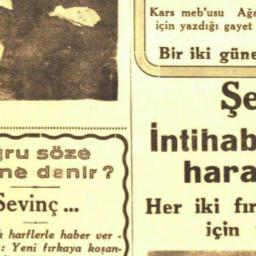 Kars meb'usu Ağa
için yazdığı gayet
Bir iki güne
Şe
İntihab
hara
Her iki fır
için
ğru söze
ne denir?
Sevinç ...
harflerle haber ver -
: Yeni fırkaya koşan-